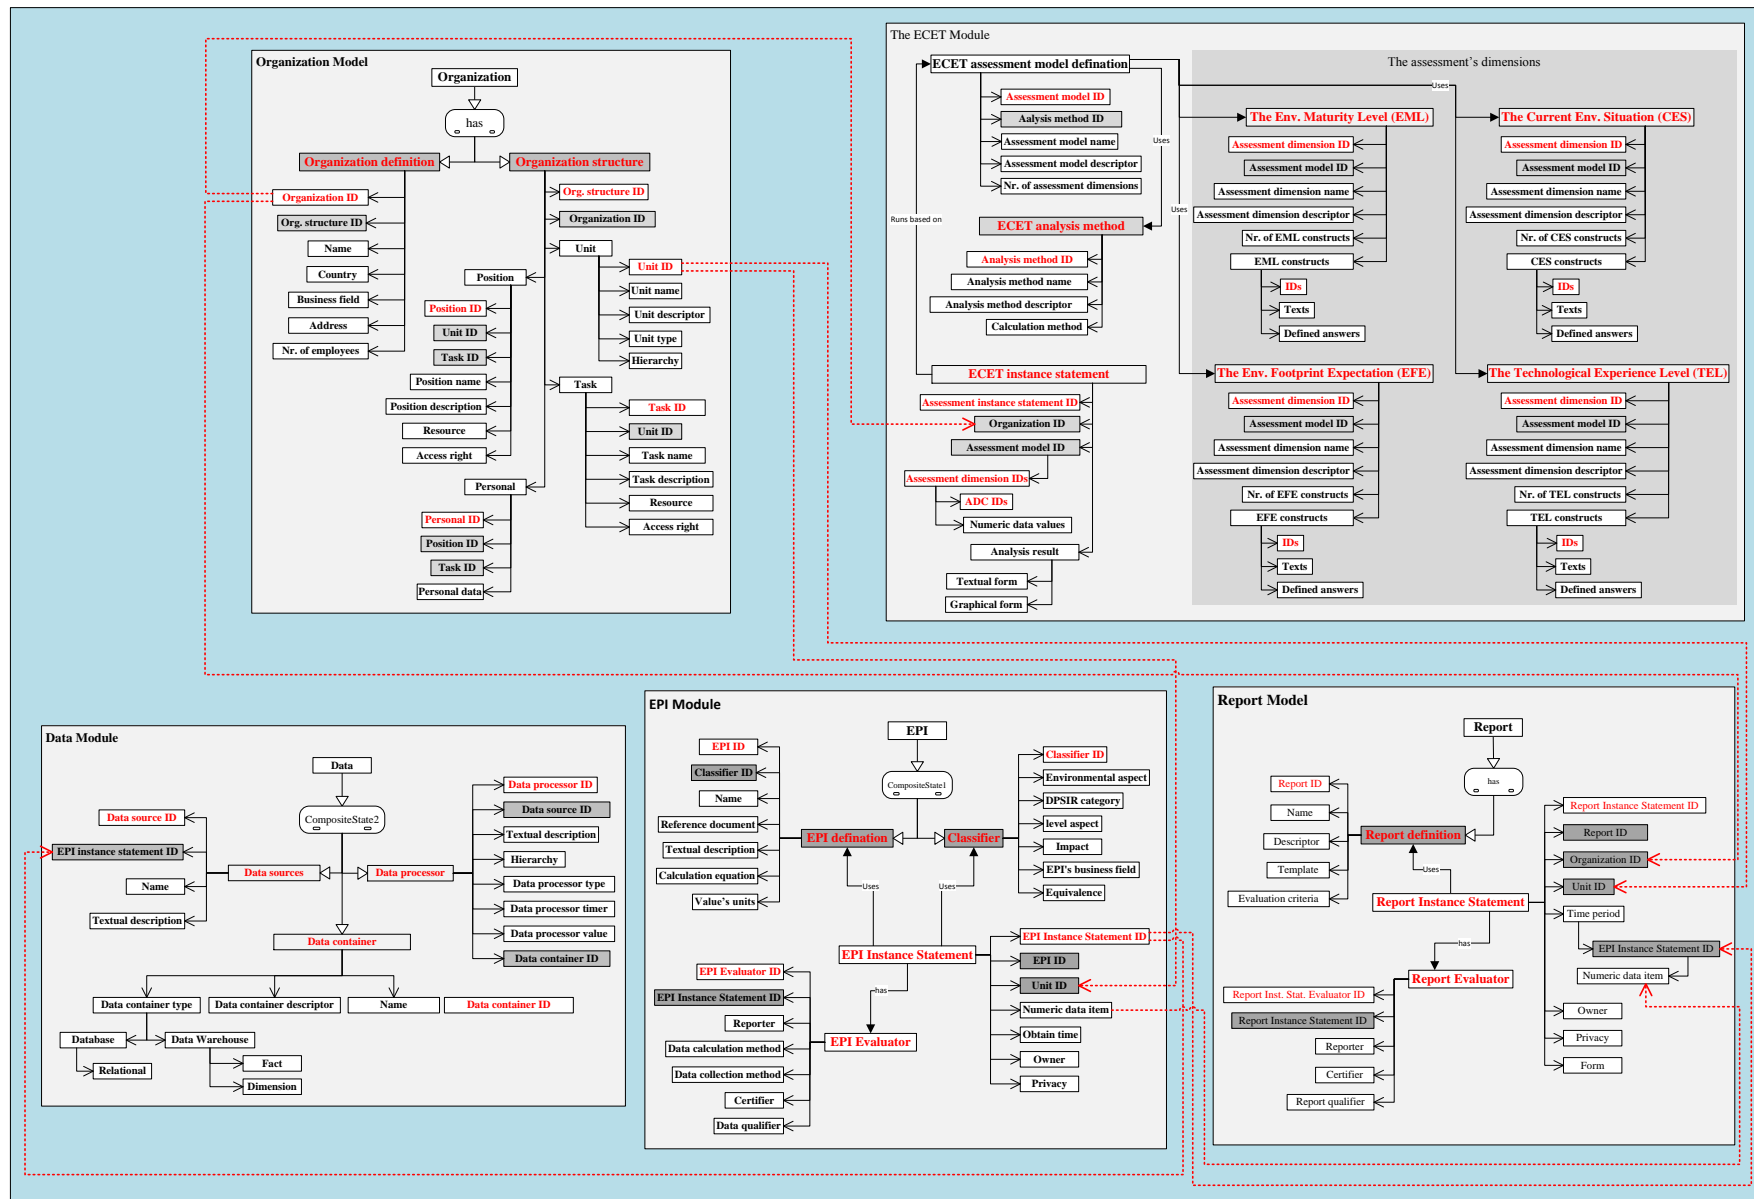 Organization Model
Organization
has
Organization definition
Organization structure
Organization ID
Org. structure ID
Name
Country
Business field
Address
Nr. of employees
Org. structure ID
Organization ID
Unit
Unit ID
Unit name
Unit descriptor
Unit type
Hierarchy
Position
Position ID
Unit ID
Task ID
Position name
Position description
Resource
Access right
Task
Task ID
Unit ID
Task name
Task description
Resource
Access right
Personal
Personal ID
Position ID
Task ID
Personal data
The ECET Module
ECET assessment model defination
Assessment model ID
Aalysis method ID
Assessment model name
Assessment model descriptor
Nr. of assessment dimensions
Uses
Uses
Uses
Runs based on
ECET analysis method
Analysis method ID
Analysis method name
Analysis method descriptor
Calculation method
ECET instance statement
Assessment instance statement ID
Organization ID
Assessment model ID
Assessment dimension IDs
ADC IDs
Numeric data values
Analysis result
Textual form
Graphical form
The assessment's dimensions
The Env. Maturity Level (EML)
Assessment dimension ID
Assessment model ID
Assessment dimension name
Assessment dimension descriptor
Nr. of EML constructs
EML constructs
IDs
Texts
Defined answers
The Current Env. Situation (CES)
Assessment dimension ID
Assessment model ID
Assessment dimension name
Assessment dimension descriptor
Nr. of CES constructs
CES constructs
IDs
Texts
Defined answers
The Env. Footprint Expectation (EFE)
Assessment dimension ID
Assessment model ID
Assessment dimension name
Assessment dimension descriptor
Nr. of EFE constructs
EFE constructs
IDs
Texts
Defined answers
The Technological Experience Level (TEL)
Assessment dimension ID
Assessment model ID
Assessment dimension name
Assessment dimension descriptor
Nr. of TEL constructs
TEL constructs
IDs
Texts
Defined answers
Data Module
Data
CompositeState2
Data source ID
EPI instance statement ID
Name
Textual description
Data sources
Data processor
Data processor ID
Data source ID
Textual description
Hierarchy
Data processor type
Data processor timer
Data processor value
Data container ID
Data container
Data container type
Data container descriptor
Name
Data container ID
Database
Data Warehouse
Relational
Fact
Dimension
EPI Module
EPI
CompositeState1
EPI ID
Classifier ID
Name
Reference document
Textual description
Calculation equation
Value's units
EPI defination
Classifier
Classifier ID
Environmental aspect
DPSIR category
level aspect
Impact
EPI's business field
Equivalence
Uses
Uses
EPI Instance Statement
EPI Instance Statement ID
EPI ID
Unit ID
Numeric data item
Obtain time
Owner
Privacy
has
EPI Evaluator
EPI Evaluator ID
EPI Instance Statement ID
Reporter
Data calculation method
Data collection method
Certifier
Data qualifier
Report Model
Report
has
Report ID
Name
Descriptor
Template
Evaluation criteria
Report definition
Uses
Report Instance Statement
Report Instance Statement ID
Report ID
Organization ID
Unit ID
Time period
EPI Instance Statement ID
Numeric data item
Owner
Privacy
Form
has
Report Evaluator
Report Inst. Stat. Evaluator ID
Report Instance Statement ID
Reporter
Certifier
Report qualifier